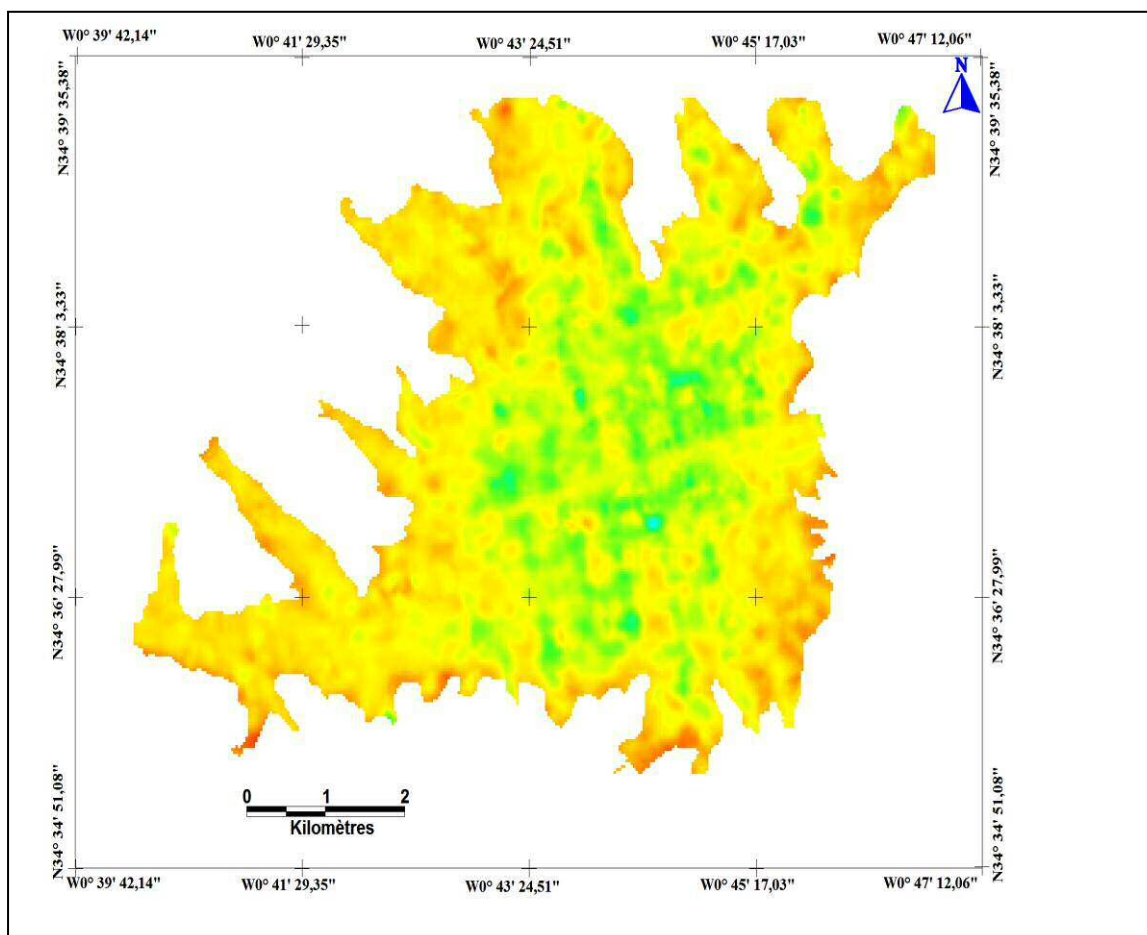 W0° 39' 42,14" W0° 41' 29,35" W0° 43' 24,51" W0° 45' 17,03" W0° 47' 12,06"
N
N34° 39' 35,38" N34° 39' 35,38"
N34° 38' 3,33" N34° 38' 3,33"
N34° 36' 27,99" N34° 36' 27,99"
N34° 34' 51,08" N34° 34' 51,08"
0 1 2
Kilomètres
W0° 39' 42,14" W0° 41' 29,35" W0° 43' 24,51" W0° 45' 17,03" W0° 47' 12,06"